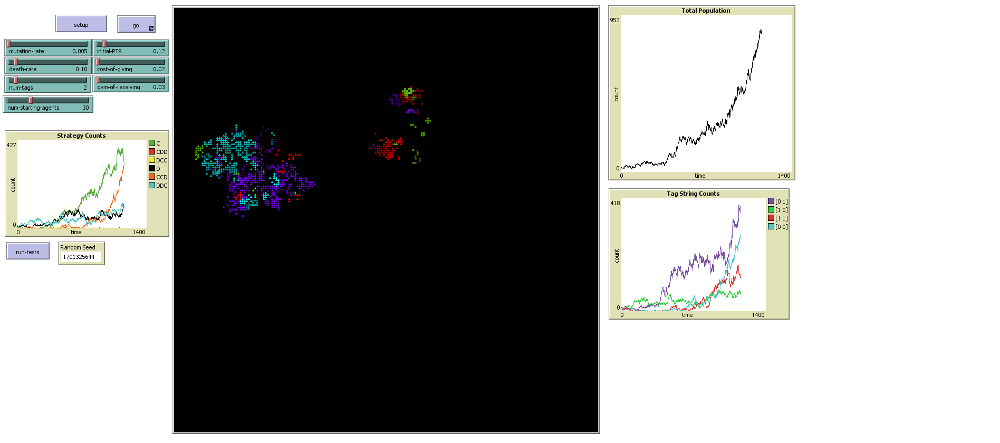 setup
go
mutation-rate 0.005
initial-PTR 0.12
death-rate 0.10
cost-of-giving 0.02
num-tags 2
gain-of-receiving 0.03
num-starting-agents 30
Strategy Counts
427
count
0
0
time
1400
C
CDD
DCC
D
CCD
DDC
run-tests
Random Seed
1701325644
Total Population
952
count
0
0
time
1400
Tag String Counts
418
count
0
0
time
1400
[0 1]
[1 0]
[1 1]
[0 0]